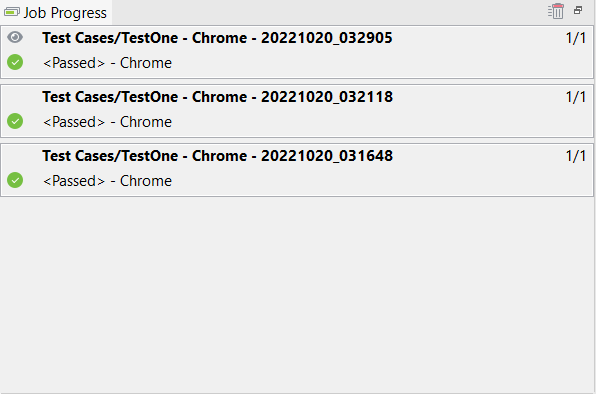 Job Progress
Test Cases/TestOne - Chrome - 20221020_032905 1/1
<Passed> - Chrome
Test Cases/TestOne - Chrome - 20221020_032118 1/1
<Passed> - Chrome
Test Cases/TestOne - Chrome - 20221020_031648 1/1
<Passed> - Chrome